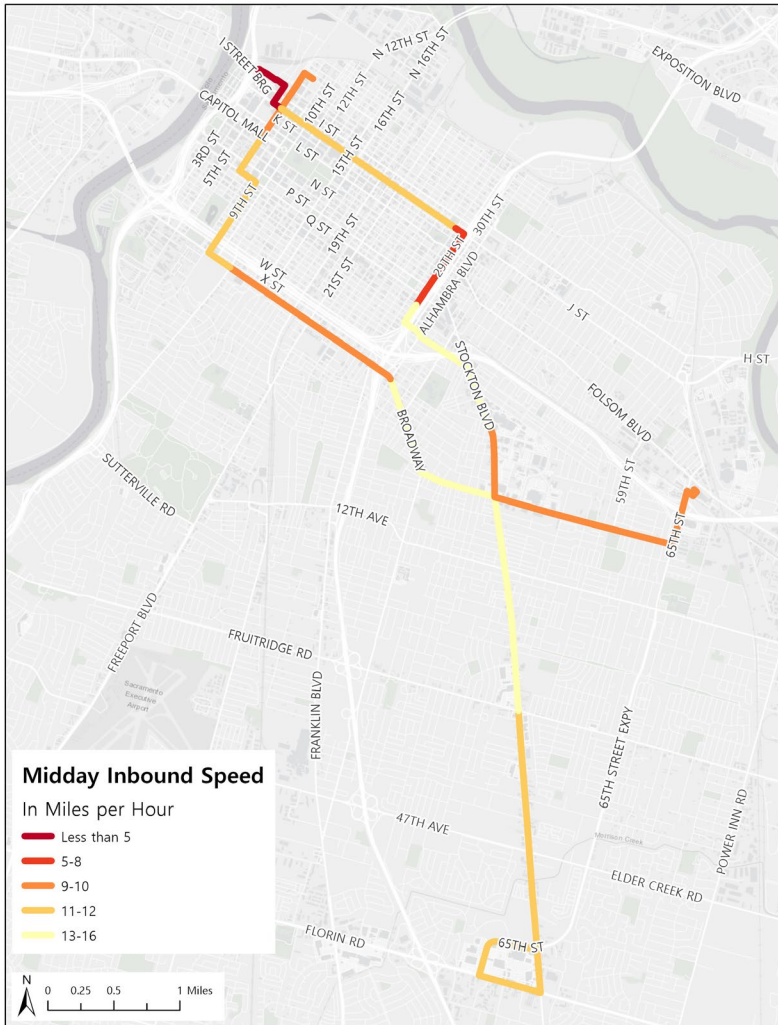 N 12TH ST
N 16TH ST
I STREET BRG
EXPOSITION BLVD
10TH ST
12TH ST
16TH ST
CAPITOL MALL
K ST
I ST
3RD ST
5TH ST
L ST
15TH ST
N ST
P ST
9TH ST
Q ST
19TH ST
30TH ST
29TH ST
W ST
X ST
21ST ST
ALHAMBRA BLVD
J ST
H ST
STOCKTON BLVD
FOLSOM BLVD
BROADWAY
59TH ST
SUTTERVILLE RD
12TH AVE
65TH ST
FREEPORT BLVD
FRUITRIDGE RD
Sacramento
Executive
Airport
FRANKLIN BLVD
65TH STREET EXPY
POWER INN RD
47TH AVE
Morrison Creek
ELDER CREEK RD
FLORIN RD
65TH ST
Midday Inbound Speed
In Miles per Hour
Less than 5
5-8
9-10
11-12
13-16
N
0 0.25 0.5 1 Miles